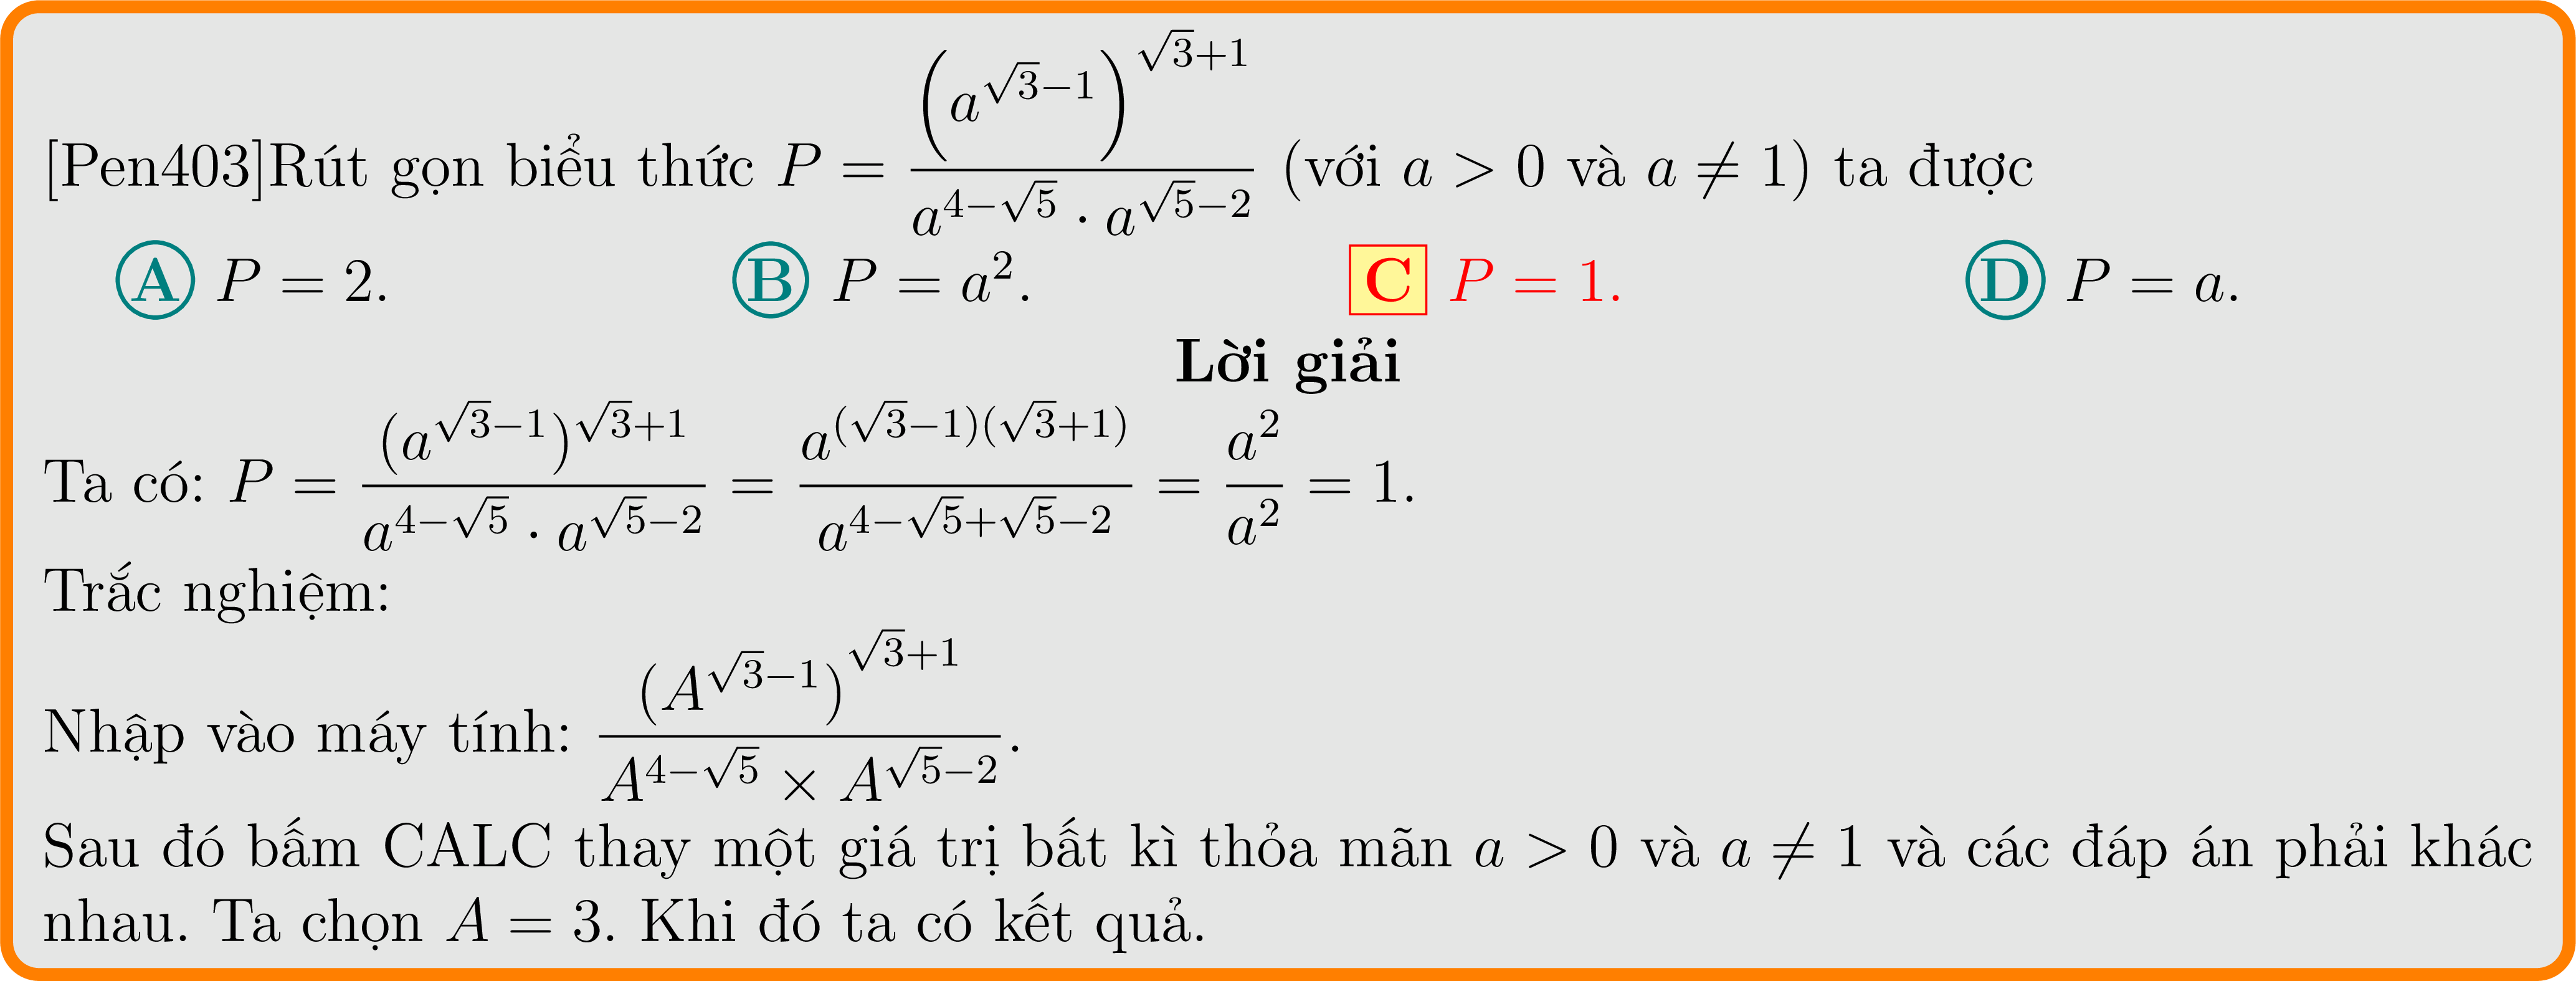 [Pen403]Rút gọn biểu thức $P = \dfrac{\left(a^{\sqrt{3}-1}\right)^{\sqrt{3}+1}}{a^{4-\sqrt{5}} \cdot a^{\sqrt{5}-2}}$ (với $a > 0$ và $a \neq 1$) ta được
A $P = 2$. B $P = a^2$. C $P = 1$. D $P = a$.
Lời giải
Ta có: $P = \dfrac{(a^{\sqrt{3}-1})^{\sqrt{3}+1}}{a^{4-\sqrt{5}} \cdot a^{\sqrt{5}-2}} = \dfrac{a^{(\sqrt{3}-1)(\sqrt{3}+1)}}{a^{4-\sqrt{5}+\sqrt{5}-2}} = \dfrac{a^2}{a^2} = 1$.
Trắc nghiệm:
Nhập vào máy tính: $\dfrac{(A^{\sqrt{3}-1})^{\sqrt{3}+1}}{A^{4-\sqrt{5}} \times A^{\sqrt{5}-2}}$.
Sau đó bấm CALC thay một giá trị bất kì thỏa mãn $a > 0$ và $a \neq 1$ và các đáp án phải khác
nhau. Ta chọn $A = 3$. Khi đó ta có kết quả.